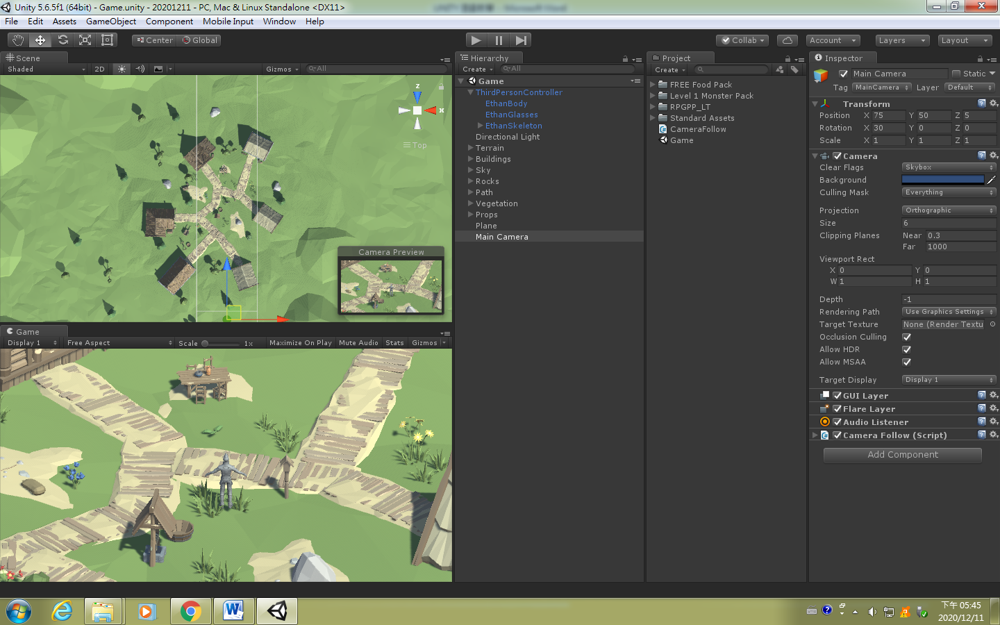 Unity 5.6.5f1 (64bit) - Game.unity - 20201211 - PC, Mac & Linux Standalone <DX11>
File Edit Assets GameObject Component Mobile Input Window Help
Center Global Collab Account Layers Layout
Scene
Shaded 2D Gizmos All
z
x
Top
Camera Preview
Game
Display 1 Free Aspect Scale 1x Maximize On Play Mute Audio Stats Gizmos
Hierarchy
Create All
Game
ThirdPersonController
EthanBody
EthanGlasses
EthanSkeleton
Directional Light
Terrain
Buildings
Sky
Rocks
Path
Vegetation
Props
Plane
Main Camera
Project
Create
FREE Food Pack
Level 1 Monster Pack
RPGPP_LT
Standard Assets
CameraFollow
Game
Inspector
Main Camera Static
Tag MainCamera Layer Default
Transform
Position X 75 Y 50 Z 5
Rotation X 30 Y 0 Z 0
Scale X 1 Y 1 Z 1
Camera
Clear Flags Skybox
Background
Culling Mask Everything
Projection Orthographic
Size 6
Clipping Planes Near 0.3
Far 1000
Viewport Rect
X 0 Y 0
W 1 H 1
Depth -1
Rendering Path Use Graphics Settings
Target Texture None (Render Textu
Occlusion Culling
Allow HDR
Allow MSAA
Target Display Display 1
GUI Layer
Flare Layer
Audio Listener
Camera Follow (Script)
Add Component
下午 05:45
2020/12/11